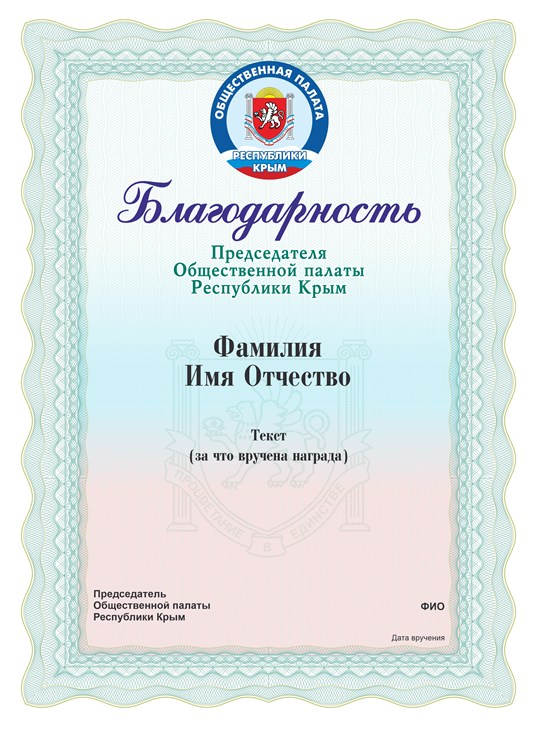 ОБЩЕСТВЕННАЯ ПАЛАТА
РЕСПУБЛИКИ
КРЫМ
Благодарность
Председателя
Общественной палаты
Республики Крым
Фамилия
Имя Отчество
Текст
(за что вручена награда)
ПРОЦВЕТАНИЕ В ЕДИНСТВЕ
Председатель
Общественной палаты
Республики Крым
ФИО
Дата вручения